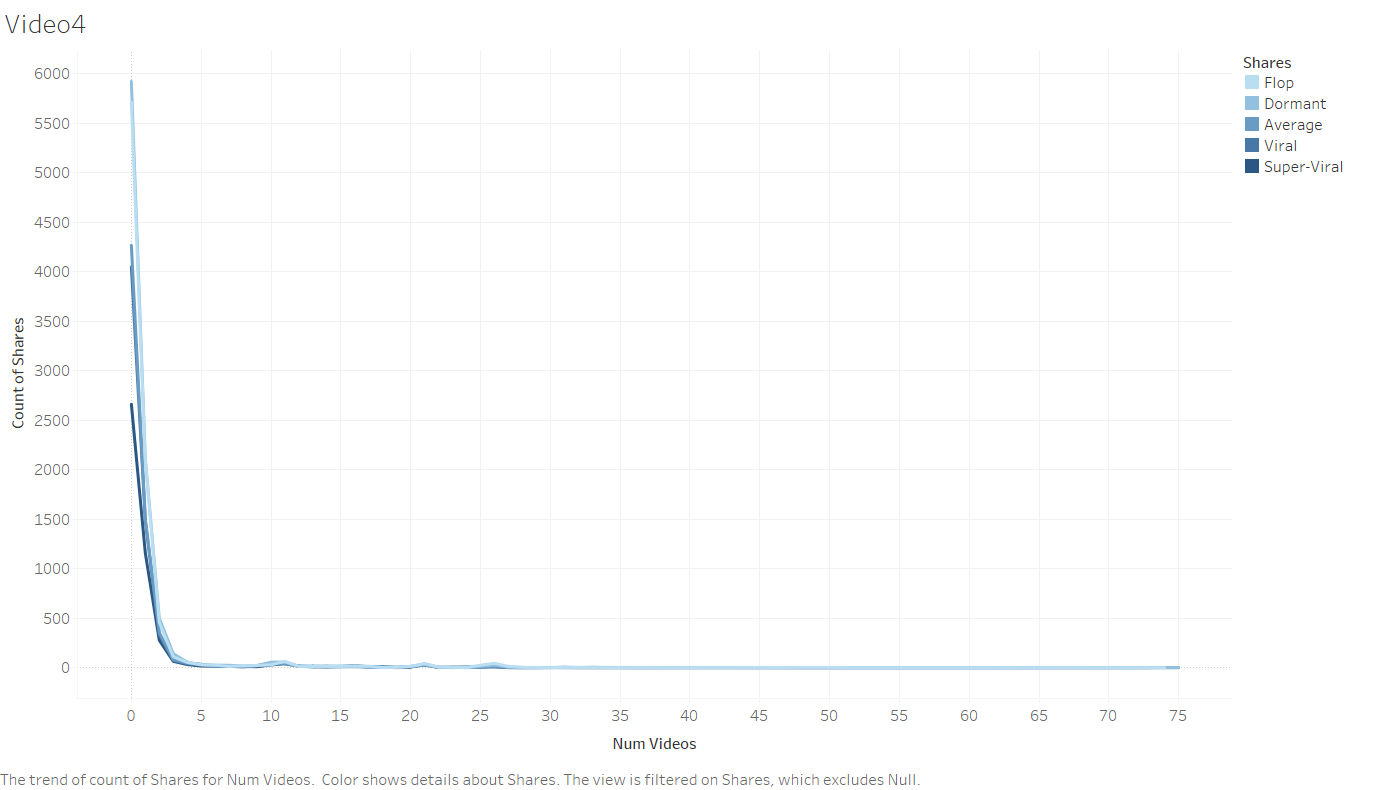 Video4
Shares
Flop
Dormant
Average
Viral
Super-Viral
6000
5500
5000
4500
4000
3500
3000
2500
2000
1500
1000
500
0
Count of Shares
0 5 10 15 20 25 30 35 40 45 50 55 60 65 70 75
Num Videos
The trend of count of Shares for Num Videos.  Color shows details about Shares. The view is filtered on Shares, which excludes Null.